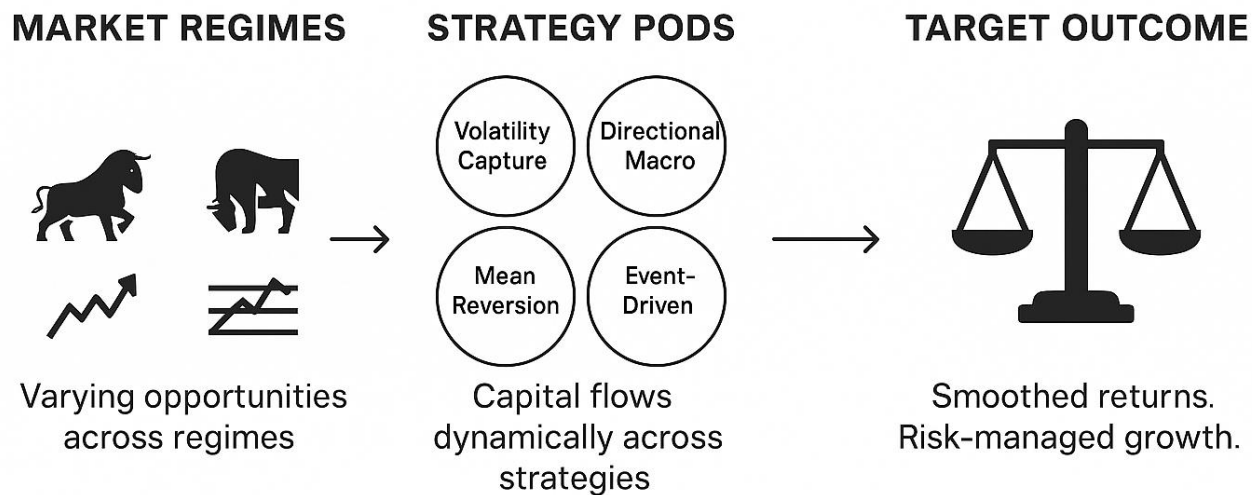 MARKET REGIMES
Varying opportunities
across regimes
STRATEGY PODS
Volatility
Capture
Directional
Macro
Mean
Reversion
Event-
Driven
Capital flows
dynamically across
strategies
TARGET OUTCOME
Smoothed returns.
Risk-managed growth.